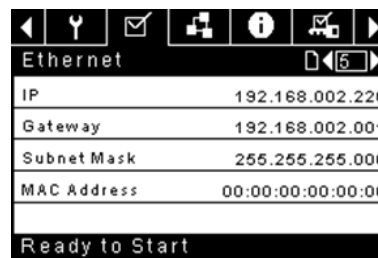 Ethernet 5
IP 192.168.002.22
Gateway 192.168.002.00
Subnet Mask 255.255.255.00
MAC Address 00:00:00:00:00:0
Ready to Start